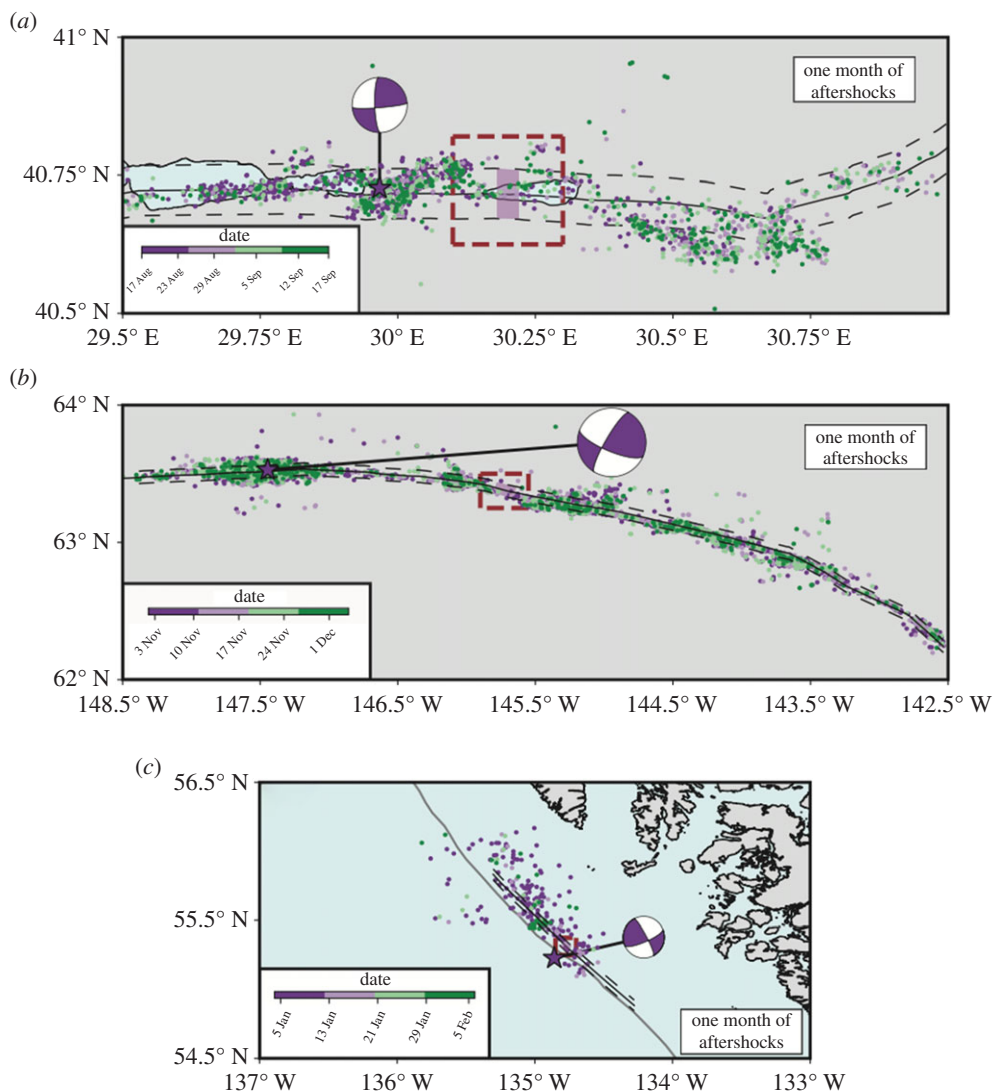 (a)
41° N
one month of
aftershocks
40.75° N
date
17 Aug
23 Aug
29 Aug
5 Sep
12 Sep
17 Sep
40.5° N
29.5° E
29.75° E
30° E
30.25° E
30.5° E
30.75° E
(b)
64° N
one month of
aftershocks
63° N
date
3 Nov
10 Nov
17 Nov
24 Nov
1 Dec
62° N
148.5° W
147.5° W
146.5° W
145.5° W
144.5° W
143.5° W
142.5° W
(c)
56.5° N
55.5° N
date
5 Jan
13 Jan
21 Jan
29 Jan
5 Feb
one month of
aftershocks
54.5° N
137° W
136° W
135° W
134° W
133° W